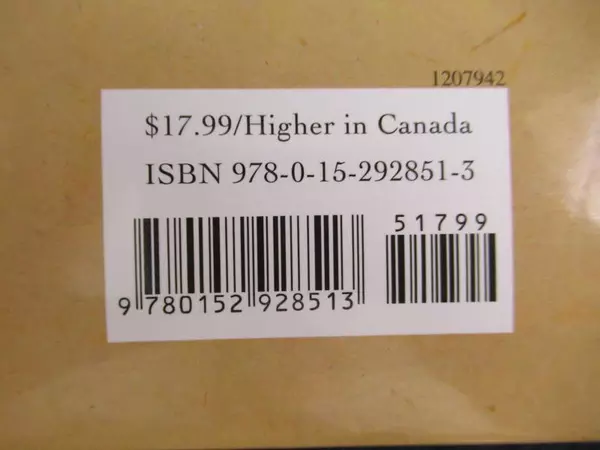 1207942
$17.99/Higher in Canada
ISBN 978-0-15-292851-3
51799
9 780152 928513